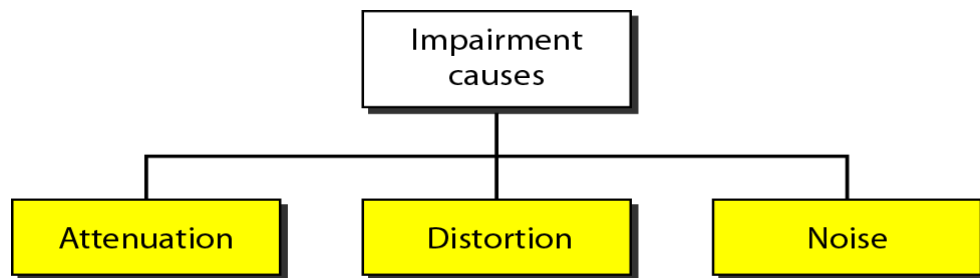 Impairment
causes
Attenuation
Distortion
Noise